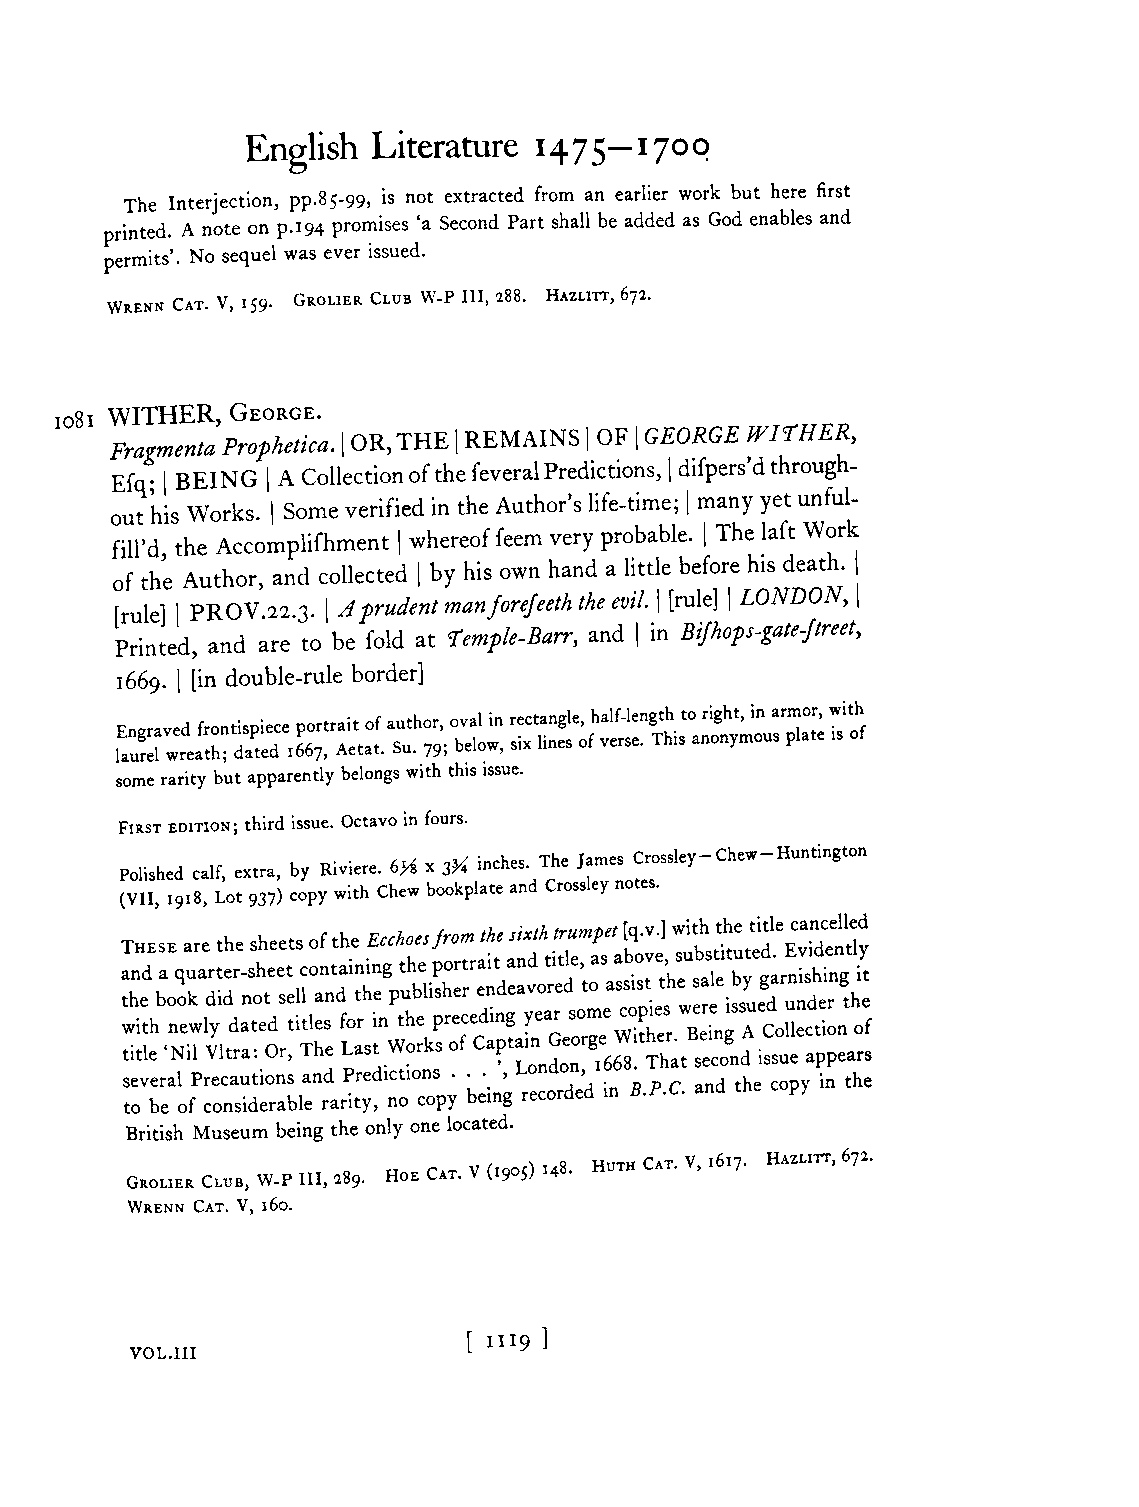 English Literature 1475—1700
The Interjection, pp.85-99, is not extracted from an earlier work but here first
printed. A note on p.194 promises ‘a Second Part shall be added as God enables and
permits’. No sequel was ever issued.
WRENN CAT. V, 159. GROLIER CLUB W-P III, 288. HAZLITT, 672.
1081 WITHER, GEORGE.
Fragmenta Prophetica. | OR, THE | REMAINS | OF | GEORGE WITHER,
Eſq; | BEING | A Collection of the ſeveral Predictions, | diſpers’d through-
out his Works. | Some verified in the Author’s life-time; | many yet unful-
fill’d, the Accompliſhment | whereof ſeem very probable. | The laſt Work
of the Author, and collected | by his own hand a little before his death. |
[rule] | PROV.22.3. | A prudent man foreſeeth the evil. | [rule] | LONDON, |
Printed, and are to be ſold at Temple-Barr, and | in Biſhops-gate-ſtreet,
1669. | [in double-rule border]
Engraved frontispiece portrait of author, oval in rectangle, half-length to right, in armor, with
laurel wreath; dated 1667, Aetat. Su. 79; below, six lines of verse. This anonymous plate is of
some rarity but apparently belongs with this issue.
FIRST EDITION; third issue. Octavo in fours.
Polished calf, extra, by Riviere. 6⅛ x 3¾ inches. The James Crossley—Chew—Huntington
(VII, 1918, Lot 937) copy with Chew bookplate and Crossley notes.
THESE are the sheets of the Ecchoes from the sixth trumpet [q.v.] with the title cancelled
and a quarter-sheet containing the portrait and title, as above, substituted. Evidently
the book did not sell and the publisher endeavored to assist the sale by garnishing it
with newly dated titles for in the preceding year some copies were issued under the
title ‘Nil Vltra: Or, The Last Works of Captain George Wither. Being A Collection of
several Precautions and Predictions . . . ’, London, 1668. That second issue appears
to be of considerable rarity, no copy being recorded in B.P.C. and the copy in the
British Museum being the only one located.
GROLIER CLUB, W-P III, 289. HOE CAT. V (1905) 148. HUTH CAT. V, 1617. HAZLITT, 672.
WRENN CAT. V, 160.
VOL.III [ 1119 ]